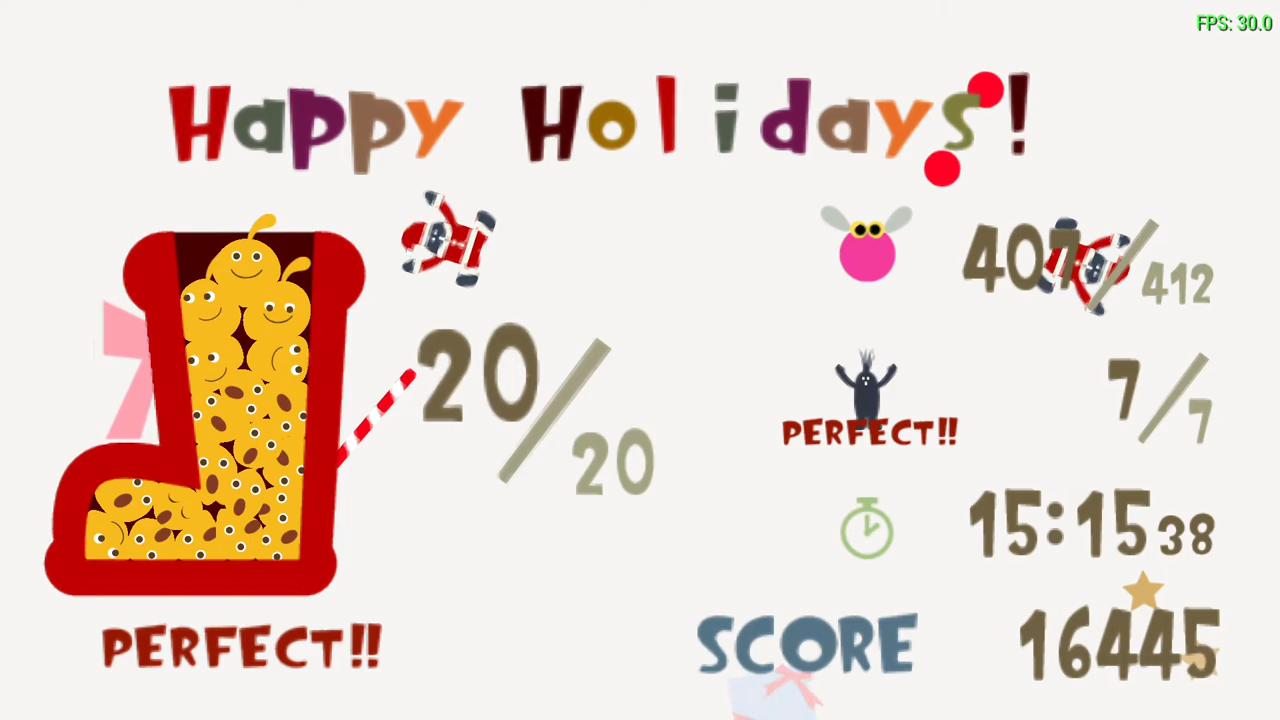 FPS: 30.0
Happy Holidays!
407/412
20/20
7/7
PERFECT!!
15:15 38
PERFECT!!
SCORE 16445